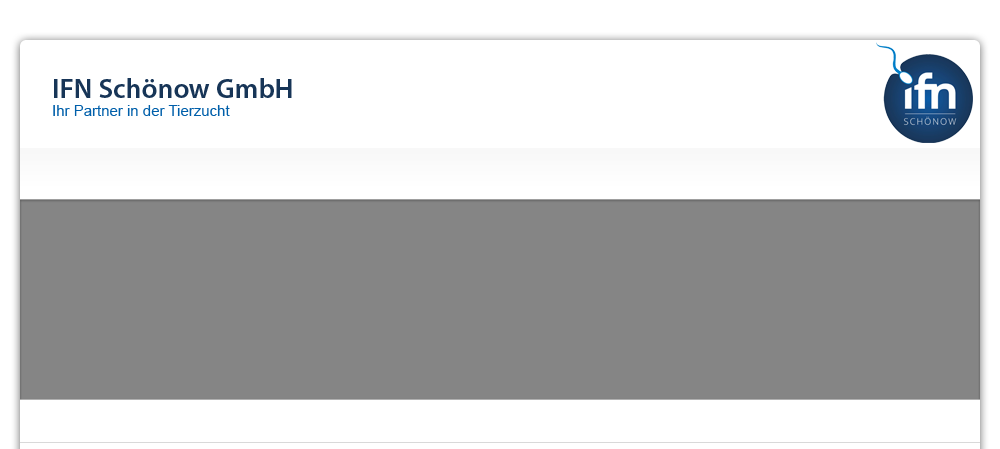 IFN Schönow GmbH
Ihr Partner in der Tierzucht
ifn
SCHÖNOW